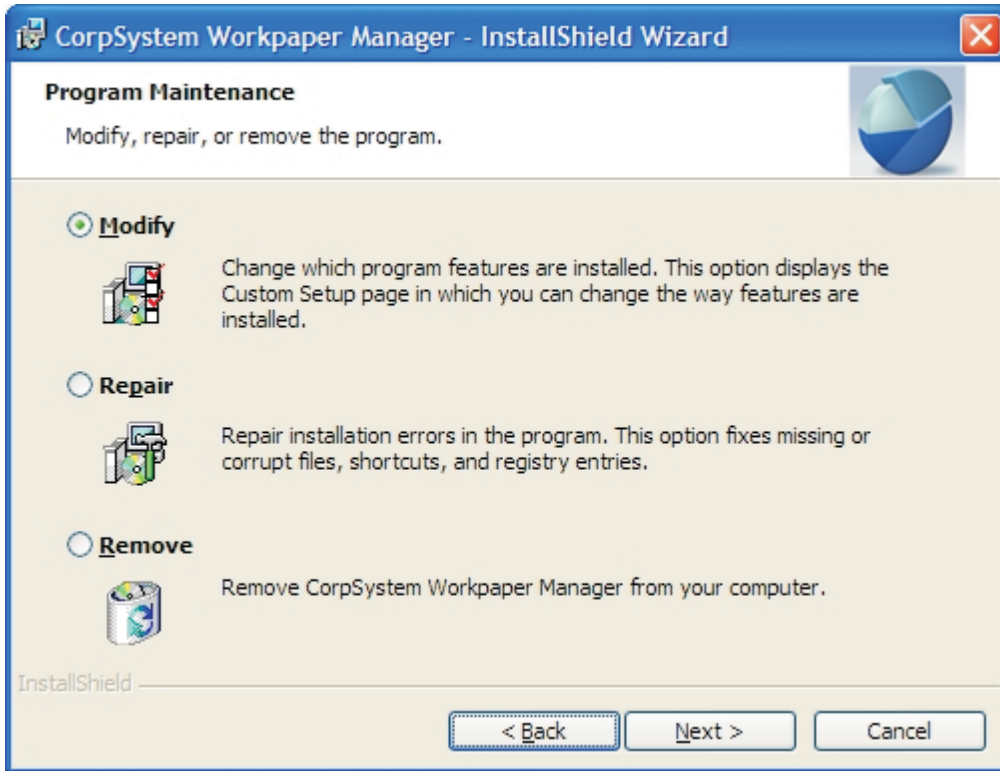 CorpSystem Workpaper Manager - InstallShield Wizard
Program Maintenance
Modify, repair, or remove the program.
Modify
Change which program features are installed. This option displays the
Custom Setup page in which you can change the way features are
installed.
Repair
Repair installation errors in the program. This option fixes missing or
corrupt files, shortcuts, and registry entries.
Remove
Remove CorpSystem Workpaper Manager from your computer.
InstallShield
< Back Next > Cancel